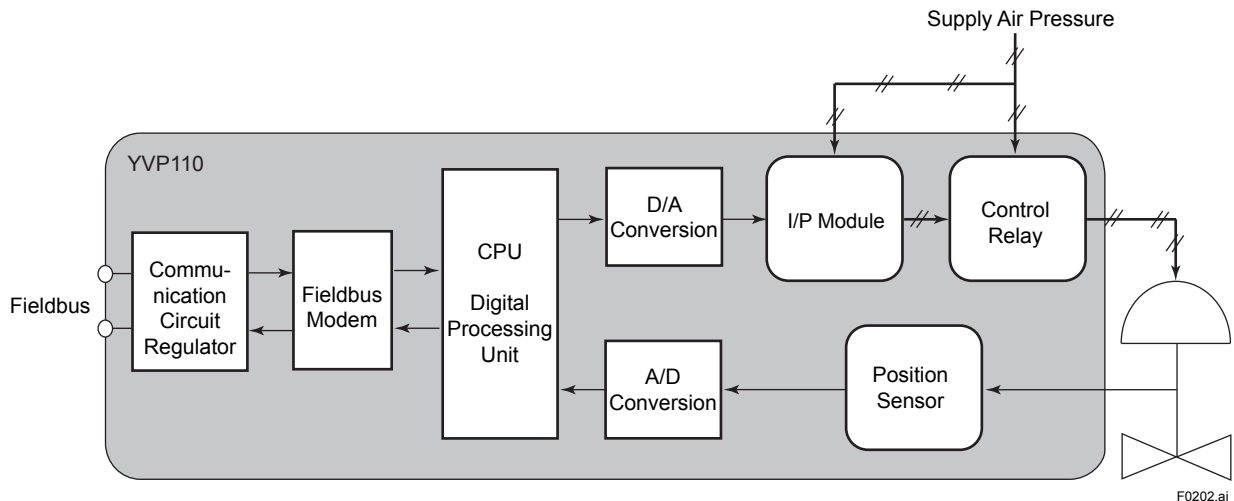 Supply Air Pressure
YVP110
D/A
Conversion
I/P Module
Control
Relay
CPU
Digital
Processing
Unit
Commu-
nication
Circuit
Regulator
Fieldbus
Modem
Fieldbus
A/D
Conversion
Position
Sensor
F0202.ai